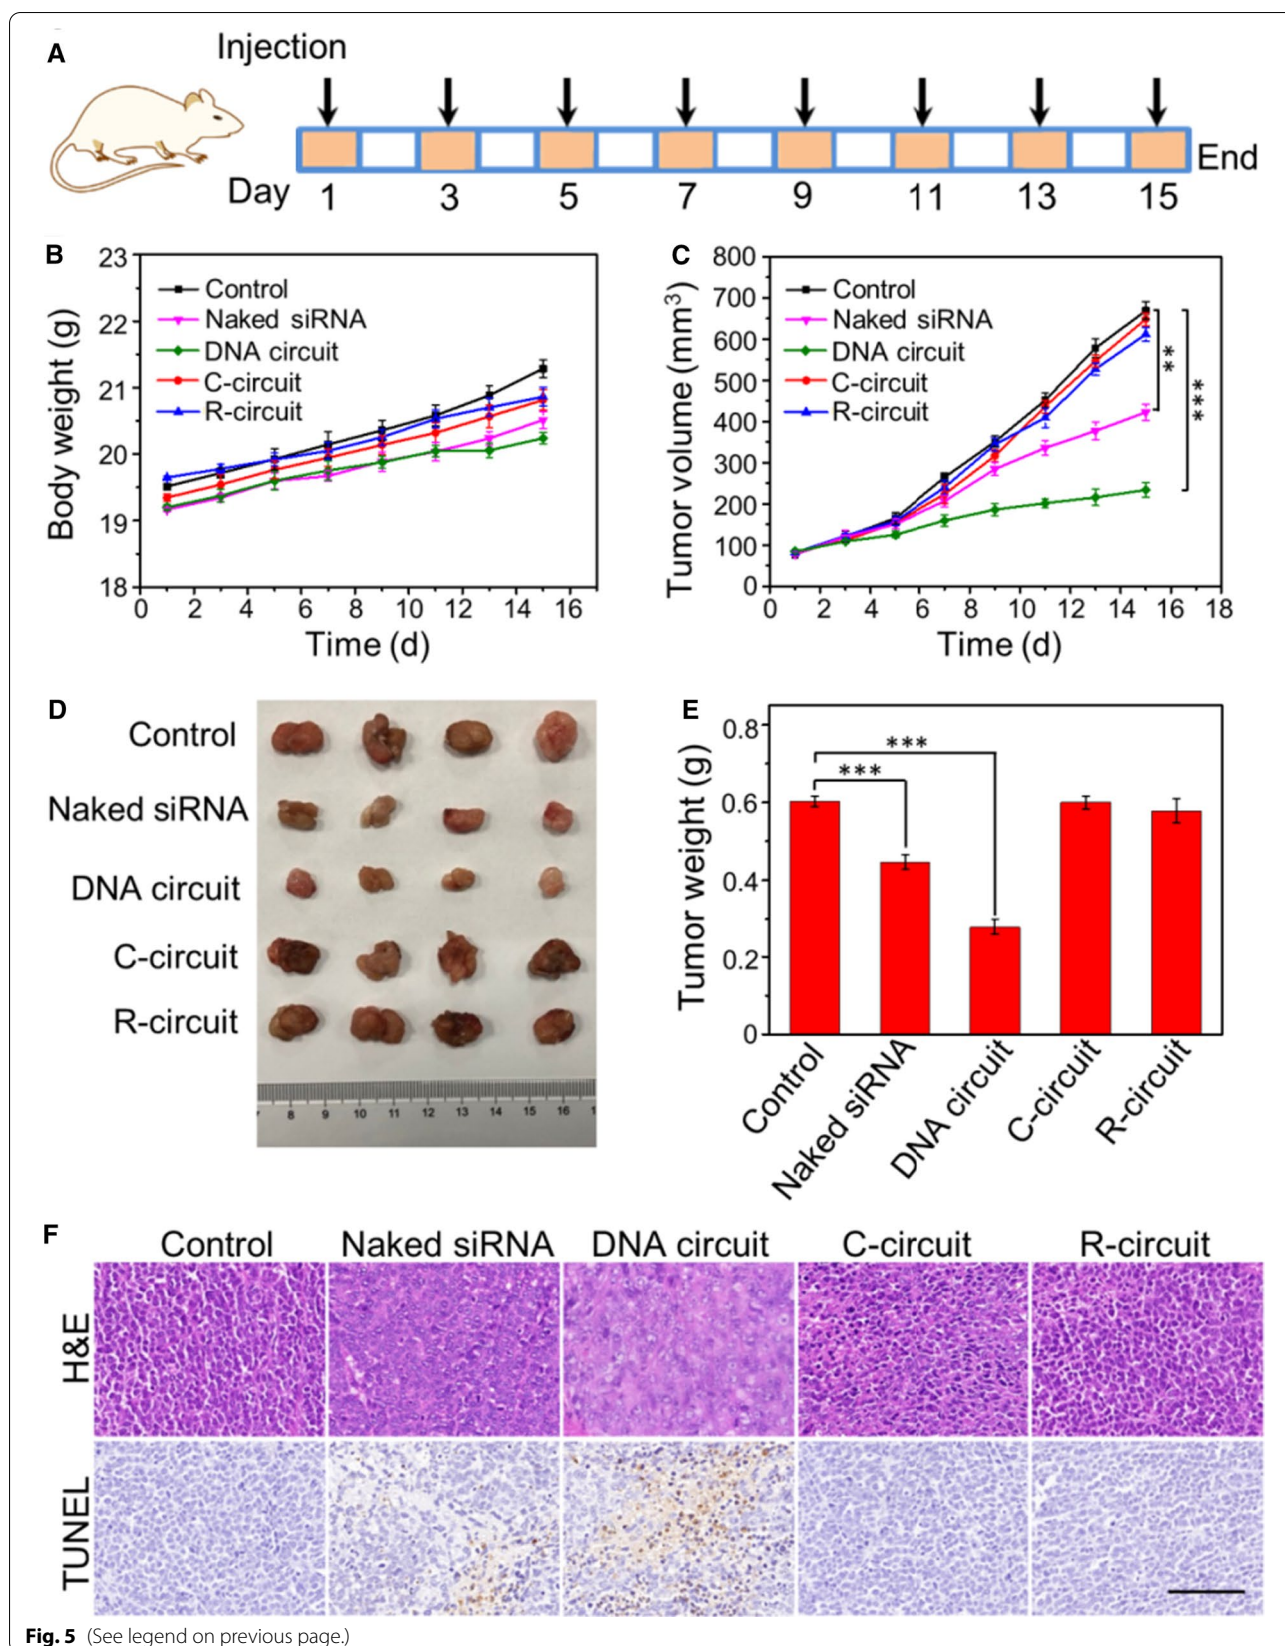 A
Injection
Day 1 3 5 7 9 11 13 15 End
B
Body weight (g)
23
22
21
20
19
18
Control
Naked siRNA
DNA circuit
C-circuit
R-circuit
0 2 4 6 8 10 12 14 16
Time (d)
C
Tumor volume (mm³)
800
700
600
500
400
300
200
100
0
Control
Naked siRNA
DNA circuit
C-circuit
R-circuit
**
***
0 2 4 6 8 10 12 14 16 18
Time (d)
D
Control
Naked siRNA
DNA circuit
C-circuit
R-circuit
8 9 10 11 12 13 14 15 16
E
Tumor weight (g)
0.8
0.6
0.4
0.2
0
***
***
Control
Naked siRNA
DNA circuit
C-circuit
R-circuit
F
Control Naked siRNA DNA circuit C-circuit R-circuit
H&E
TUNEL
Fig. 5 (See legend on previous page.)